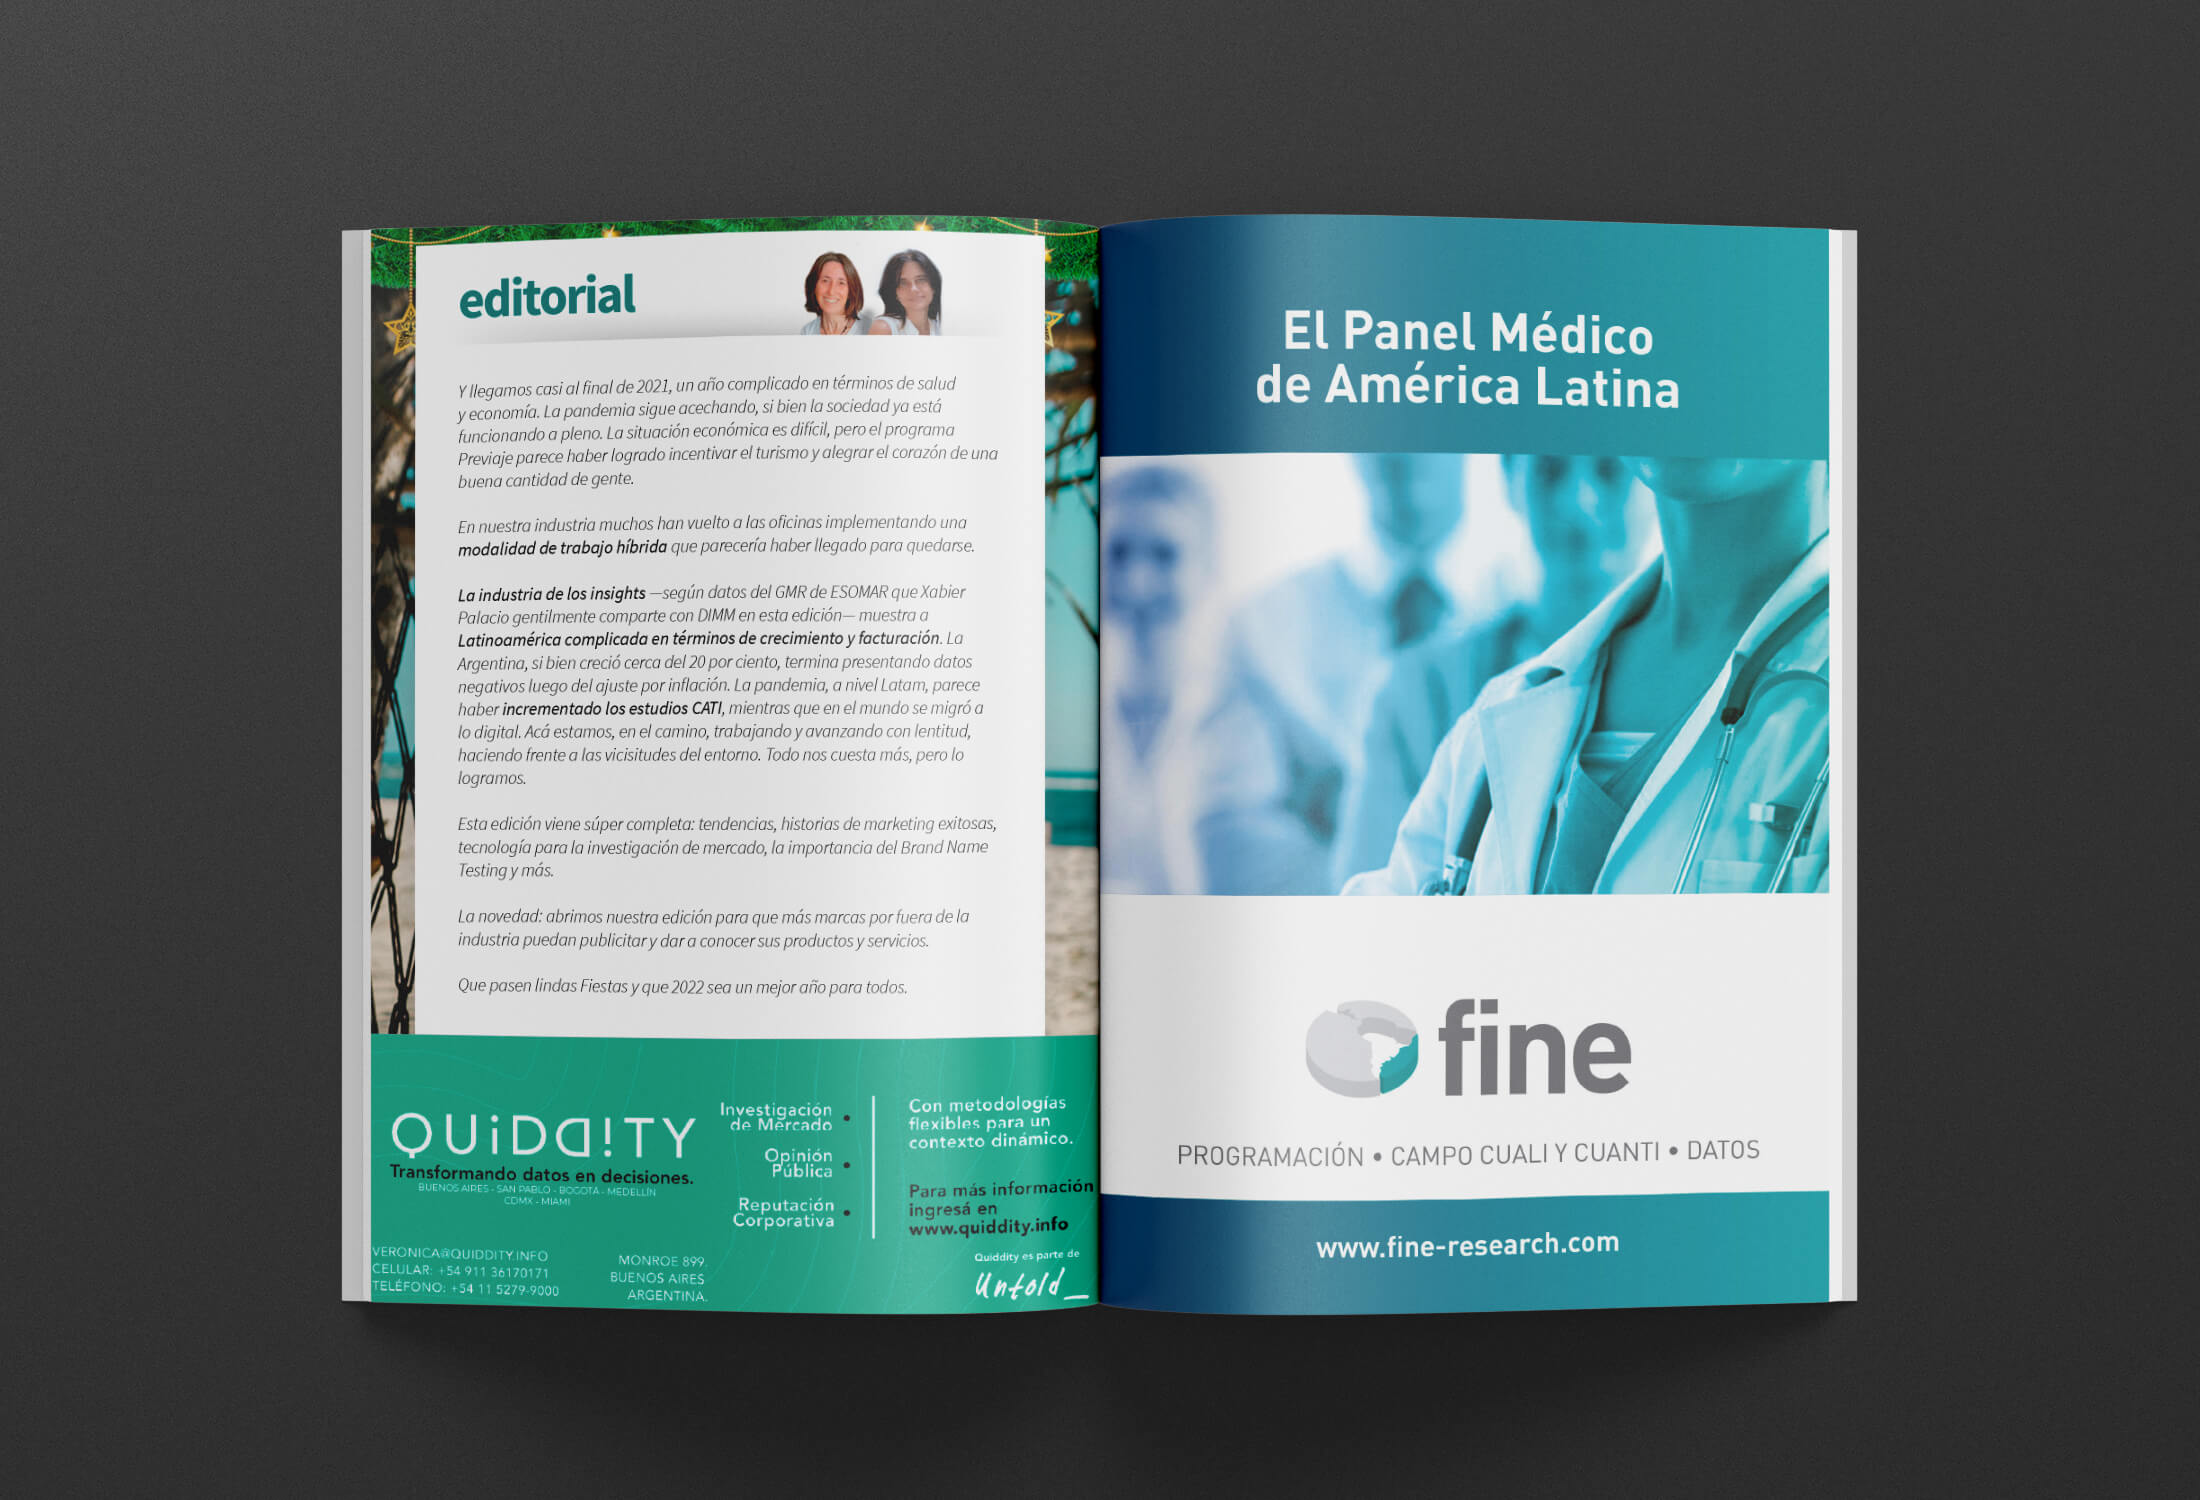 editorial
Y llegamos casi al final de 2021, un año complicado en términos de salud
y economía. La pandemia sigue acechando, si bien la sociedad ya está
funcionando a pleno. La situación económica es difícil, pero el programa
Previaje parece haber logrado incentivar el turismo y alegrar el corazón de una
buena cantidad de gente.
En nuestra industria muchos han vuelto a las oficinas implementando una
modalidad de trabajo híbrida que parecería haber llegado para quedarse.
La industria de los insights —según datos del GMR de ESOMAR que Xabier
Palacio gentilmente comparte con DIMM en esta edición— muestra a
Latinoamérica complicada en términos de crecimiento y facturación. La
Argentina, si bien creció cerca del 20 por ciento, termina presentando datos
negativos luego del ajuste por inflación. La pandemia, a nivel Latam, parece
haber incrementado los estudios CATI, mientras que en el mundo se migró a
lo digital. Acá estamos, en el camino, trabajando y avanzando con lentitud,
haciendo frente a las vicisitudes del entorno. Todo nos cuesta más, pero lo
logramos.
Esta edición viene súper completa: tendencias, historias de marketing exitosas,
tecnología para la investigación de mercado, la importancia del Brand Name
Testing y más.
La novedad: abrimos nuestra edición para que más marcas por fuera de la
industria puedan publicitar y dar a conocer sus productos y servicios.
Que pasen lindas Fiestas y que 2022 sea un mejor año para todos.
QUiDD!TY
Transformando datos en decisiones.
BUENOS AIRES - SAN PABLO - BOGOTA - MEDELLÍN
CDMX - MIAMI
VERONICA@QUIDDITY.INFO
CELULAR: +54 911 36170171
TELÉFONO: +54 11 5279-9000
MONROE 899.
BUENOS AIRES
ARGENTINA.
Investigación
de Mercado •
Opinión
Pública •
Reputación
Corporativa •
Con metodologías
flexibles para un
contexto dinámico.
Para más información
ingresá en
www.quiddity.info
Quiddity es parte de
Untold_
El Panel Médico
de América Latina
fine
PROGRAMACIÓN • CAMPO CUALI Y CUANTI • DATOS
www.fine-research.com